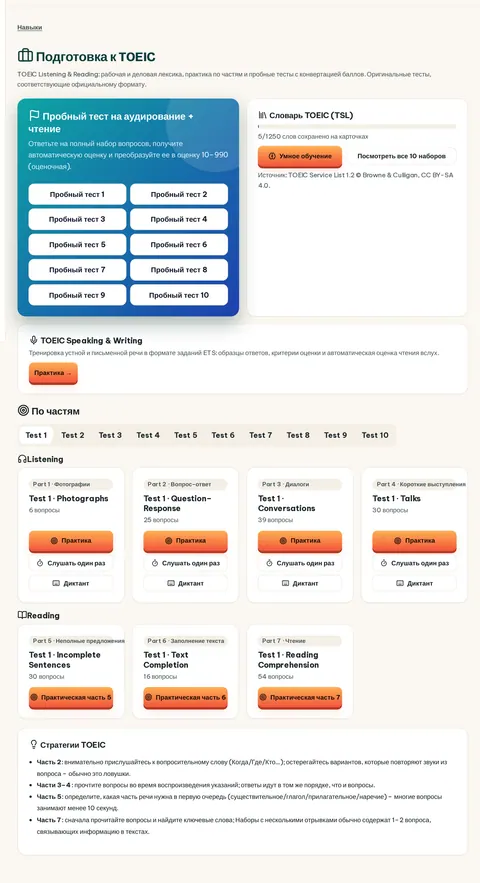 Навыки
Подготовка к TOEIC
TOEIC Listening & Reading: рабочая и деловая лексика, практика по частям и пробные тесты с конвертацией баллов. Оригинальные тесты,
соответствующие официальному формату.
Пробный тест на аудирование +
чтение
Ответьте на полный набор вопросов, получите
автоматическую оценку и преобразуйте ее в оценку 10–990
(оценочная).
Пробный тест 1
Пробный тест 2
Пробный тест 3
Пробный тест 4
Пробный тест 5
Пробный тест 6
Пробный тест 7
Пробный тест 8
Пробный тест 9
Пробный тест 10
Словарь TOEIC (TSL)
5/1250 слов сохранено на карточках
Умное обучение
Посмотреть все 10 наборов
Источник: TOEIC Service List 1.2 © Browne & Culligan, CC BY-SA
4.0.
TOEIC Speaking & Writing
Тренировка устной и письменной речи в формате заданий ETS: образцы ответов, критерии оценки и автоматическая оценка чтения вслух.
Практика →
По частям
Test 1 Test 2 Test 3 Test 4 Test 5 Test 6 Test 7 Test 8 Test 9 Test 10
Listening
Part 1 · Фотографии
Test 1 · Photographs
6 вопросы
Практика
Слушать один раз
Диктант
Part 2 · Вопрос-ответ
Test 1 · Question–
Response
25 вопросы
Практика
Слушать один раз
Диктант
Part 3 · Диалоги
Test 1 ·
Conversations
39 вопросы
Практика
Слушать один раз
Диктант
Part 4 · Короткие выступления
Test 1 · Talks
30 вопросы
Практика
Слушать один раз
Диктант
Reading
Part 5 · Неполные предложения
Test 1 · Incomplete
Sentences
30 вопросы
Практическая часть 5
Part 6 · Заполнение текста
Test 1 · Text
Completion
16 вопросы
Практическая часть 6
Part 7 · Чтение
Test 1 · Reading
Comprehension
54 вопросы
Практическая часть 7
Стратегии TOEIC
• Часть 2: внимательно прислушайтесь к вопросительному слову (Когда/Где/Кто…); остерегайтесь вариантов, которые повторяют звуки из
вопроса – обычно это ловушки.
• Части 3–4: прочтите вопросы во время воспроизведения указаний; ответы идут в том же порядке, что и вопросы.
• Часть 5: определите, какая часть речи нужна в первую очередь (существительное/глагол/прилагательное/наречие) – многие вопросы
занимают менее 10 секунд.
• Часть 7: сначала прочитайте вопросы и найдите ключевые слова; Наборы с несколькими отрывками обычно содержат 1–2 вопроса,
связывающих информацию в текстах.